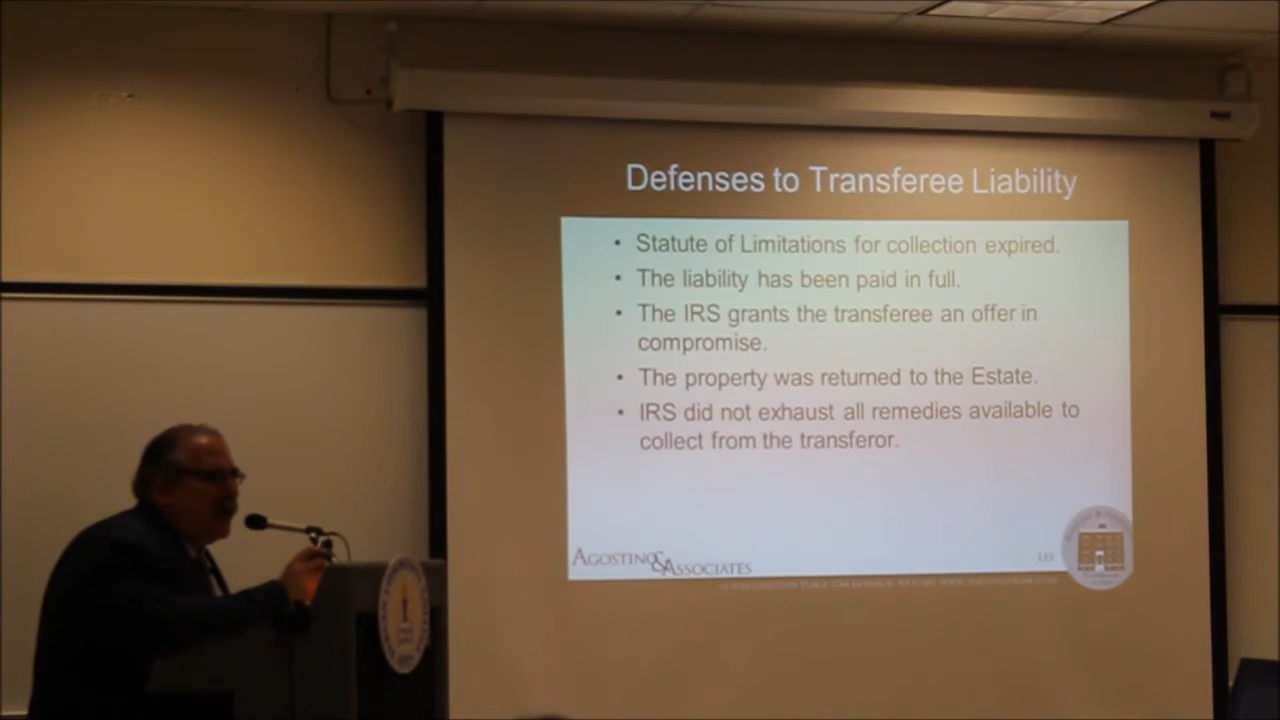 Defenses to Transferee Liability
• Statute of Limitations for collection expired.
• The liability has been paid in full.
• The IRS grants the transferee an offer in
compromise.
• The property was returned to the Estate.
• IRS did not exhaust all remedies available to
collect from the transferor.
AGOSTINO & ASSOCIATES